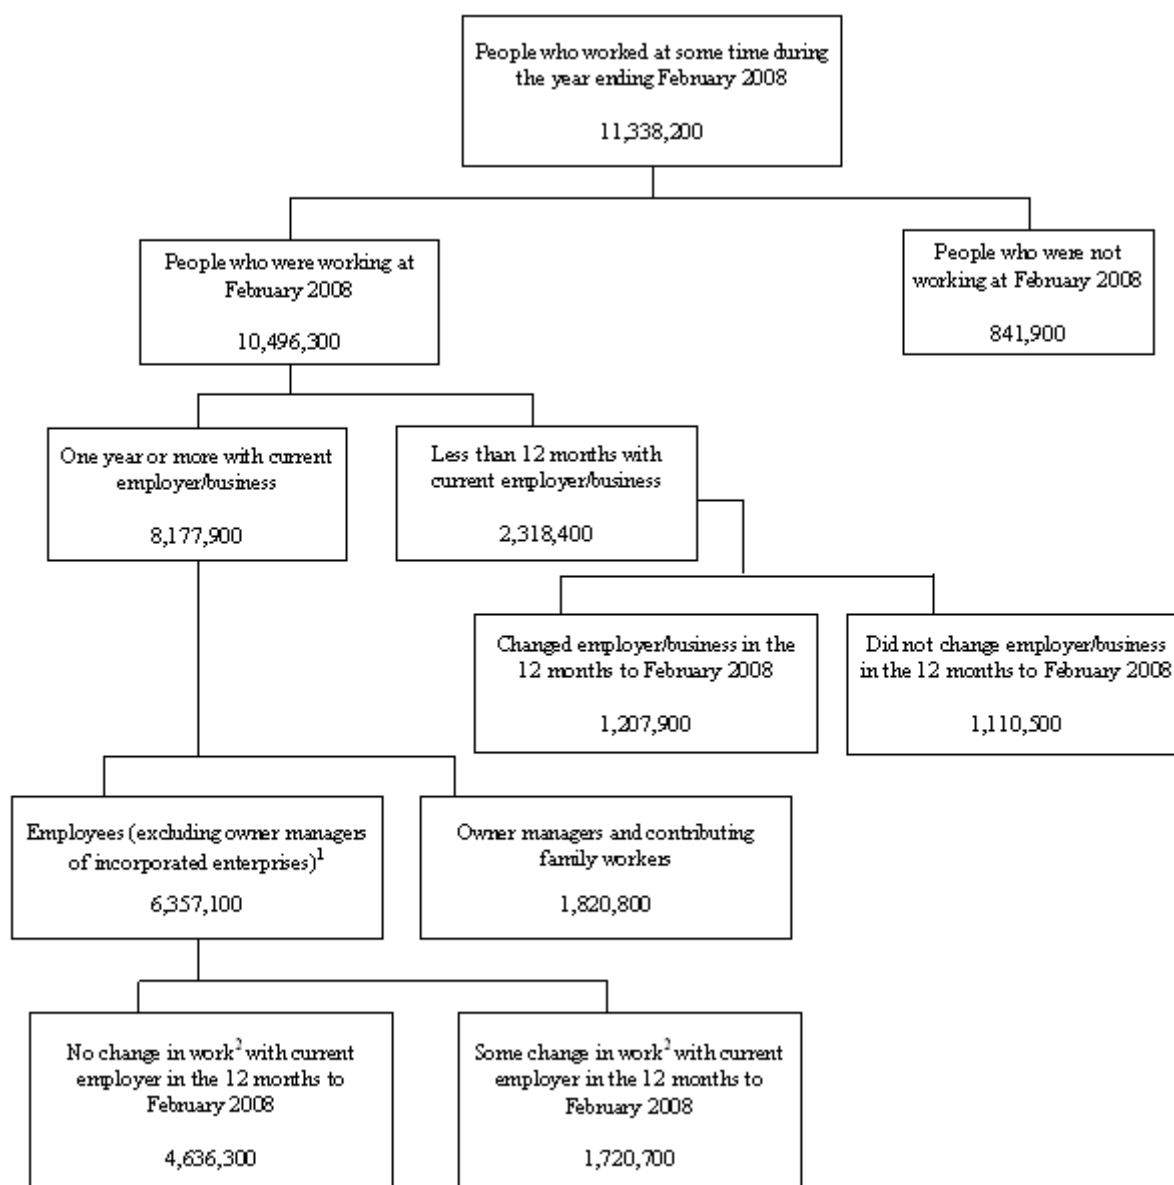 People who worked at some time during
the year ending February 2008
11,338,200
People who were working at
February 2008
10,496,300
People who were not
working at February 2008
841,900
One year or more with current
employer/business
8,177,900
Less than 12 months with
current employer/business
2,318,400
Changed employer/business in the
12 months to February 2008
1,207,900
Did not change employer/business
in the 12 months to February 2008
1,110,500
Employees (excluding owner managers
of incorporated enterprises)1
6,357,100
Owner managers and contributing
family workers
1,820,800
No change in work2 with current
employer in the 12 months to
February 2008
4,636,300
Some change in work2 with current
employer in the 12 months to
February 2008
1,720,700